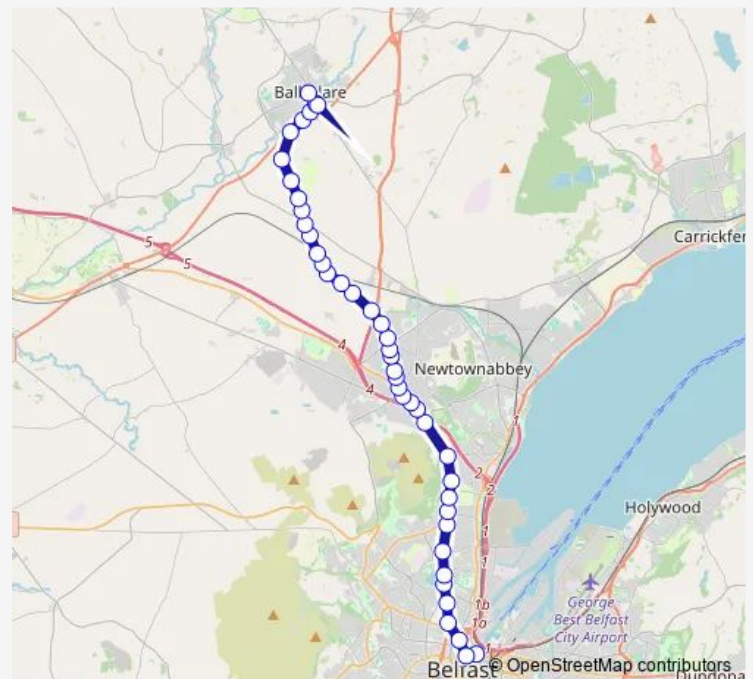 Ballyclare
5
5
Carrickfer
4
4
Newtownabbey
1
2
2
Holywood
1
1
George
Best Belfast
City Airport
1b
1a
1
Belfast
© OpenStreetMap contributors
Dundona